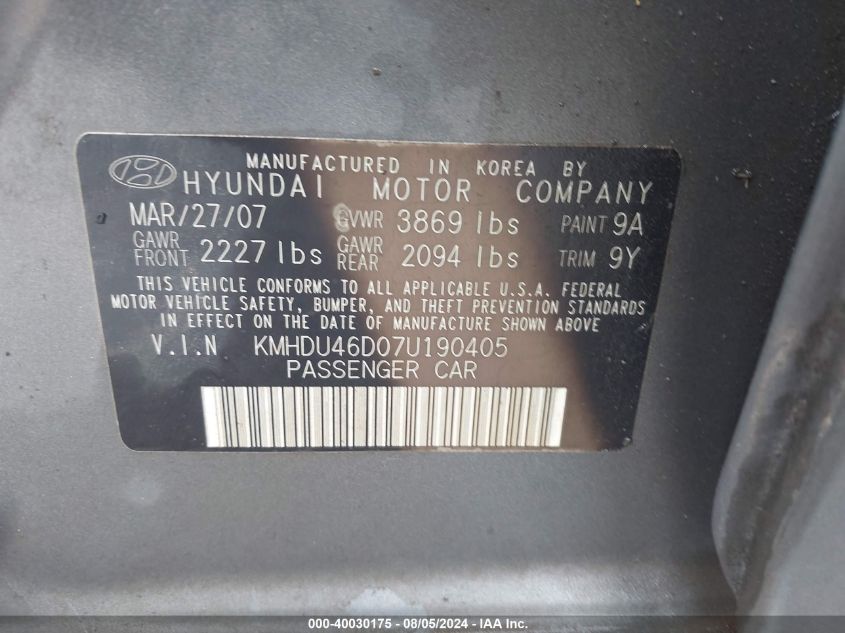 MANUFACTURED IN KOREA BY
HYUNDAI MOTOR COMPANY
MAR/27/07 GVWR 3869 lbs PAINT 9A
GAWR FRONT 2227 lbs GAWR REAR 2094 lbs TRIM 9Y
THIS VEHICLE CONFORMS TO ALL APPLICABLE U.S.A. FEDERAL
MOTOR VEHICLE SAFETY, BUMPER, AND THEFT PREVENTION STANDARDS
IN EFFECT ON THE DATE OF MANUFACTURE SHOWN ABOVE
V.I.N KMHDU46D07U190405
PASSENGER CAR
000-40030175 - 08/05/2024 - IAA Inc.